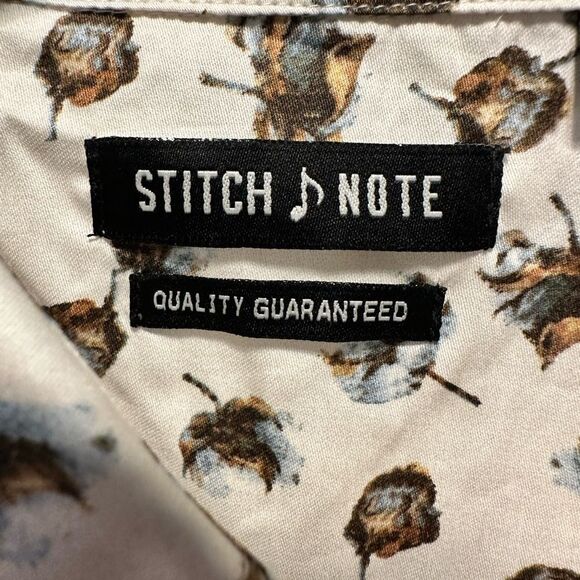 STITCH ♪ NOTE
QUALITY GUARANTEED